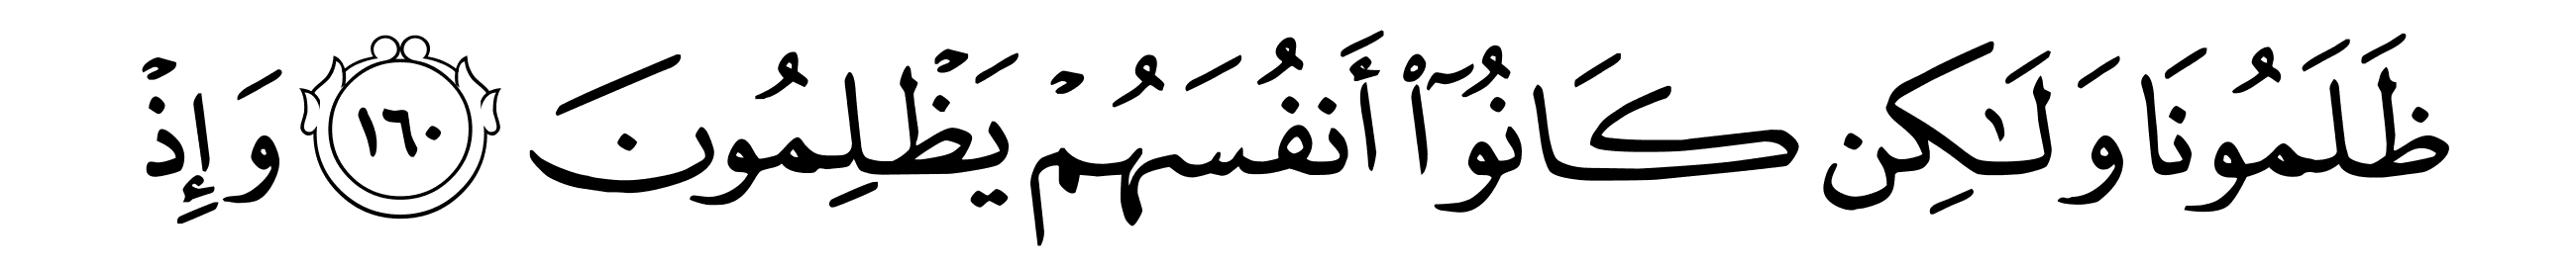 ظَلَمُونَا وَلَٰكِن كَانُوٓا۟ أَنفُسَهُمْ يَظْلِمُونَ ١٦٠ وَإِذْ